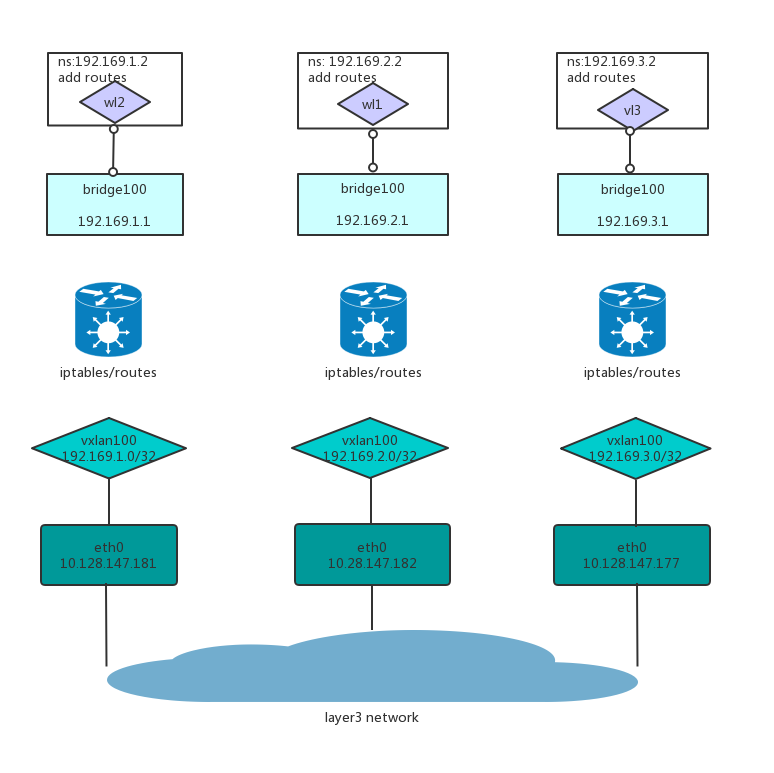 ns:192.169.1.2
add routes
wl2
ns: 192.169.2.2
add routes
wl1
ns:192.169.3.2
add routes
vl3
bridge100
192.169.1.1
bridge100
192.169.2.1
bridge100
192.169.3.1
iptables/routes
iptables/routes
iptables/routes
vxlan100
192.169.1.0/32
vxlan100
192.169.2.0/32
vxlan100
192.169.3.0/32
eth0
10.128.147.181
eth0
10.28.147.182
eth0
10.128.147.177
layer3 network